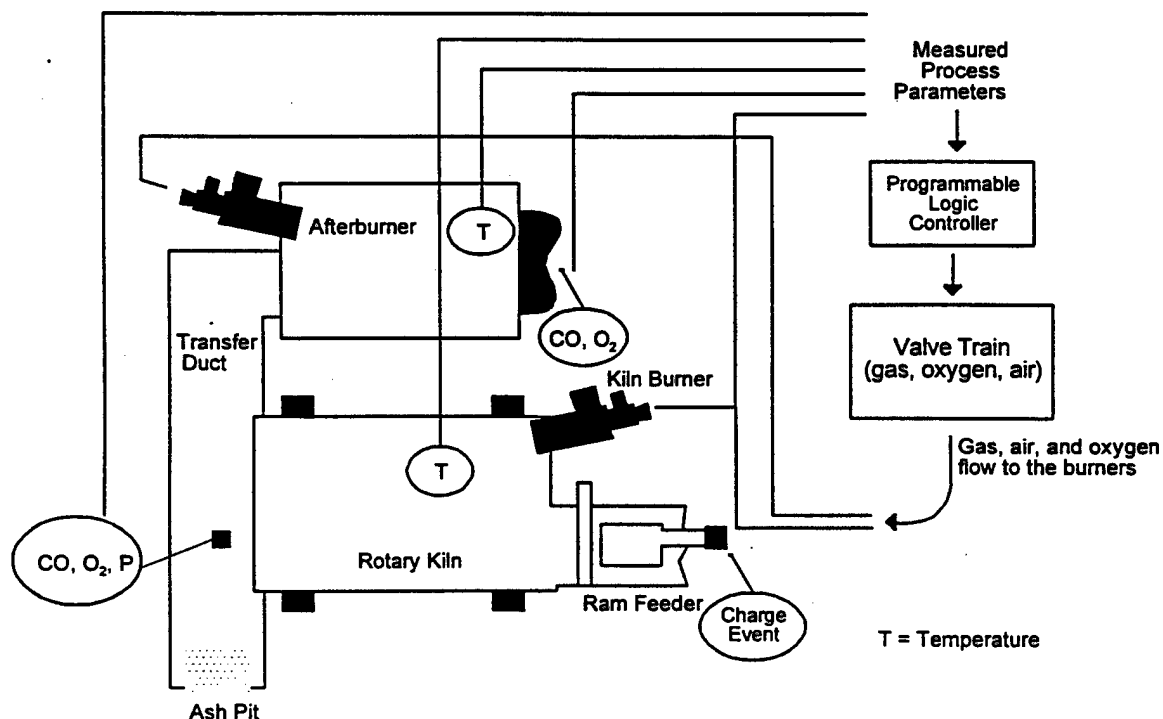 Measured
Process
Parameters
Programmable
Logic
Controller
Afterburner
T
CO, O₂
Transfer
Duct
Valve Train
(gas, oxygen, air)
Kiln Burner
Gas, air, and oxygen
flow to the burners
T
CO, O₂, P
Rotary Kiln
Ram Feeder
Charge
Event
T = Temperature
Ash Pit